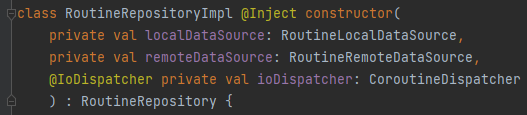 class RoutineRepositoryImpl @Inject constructor(
    private val localDataSource: RoutineLocalDataSource,
    private val remoteDataSource: RoutineRemoteDataSource,
    @IoDispatcher private val ioDispatcher: CoroutineDispatcher
    ) : RoutineRepository {